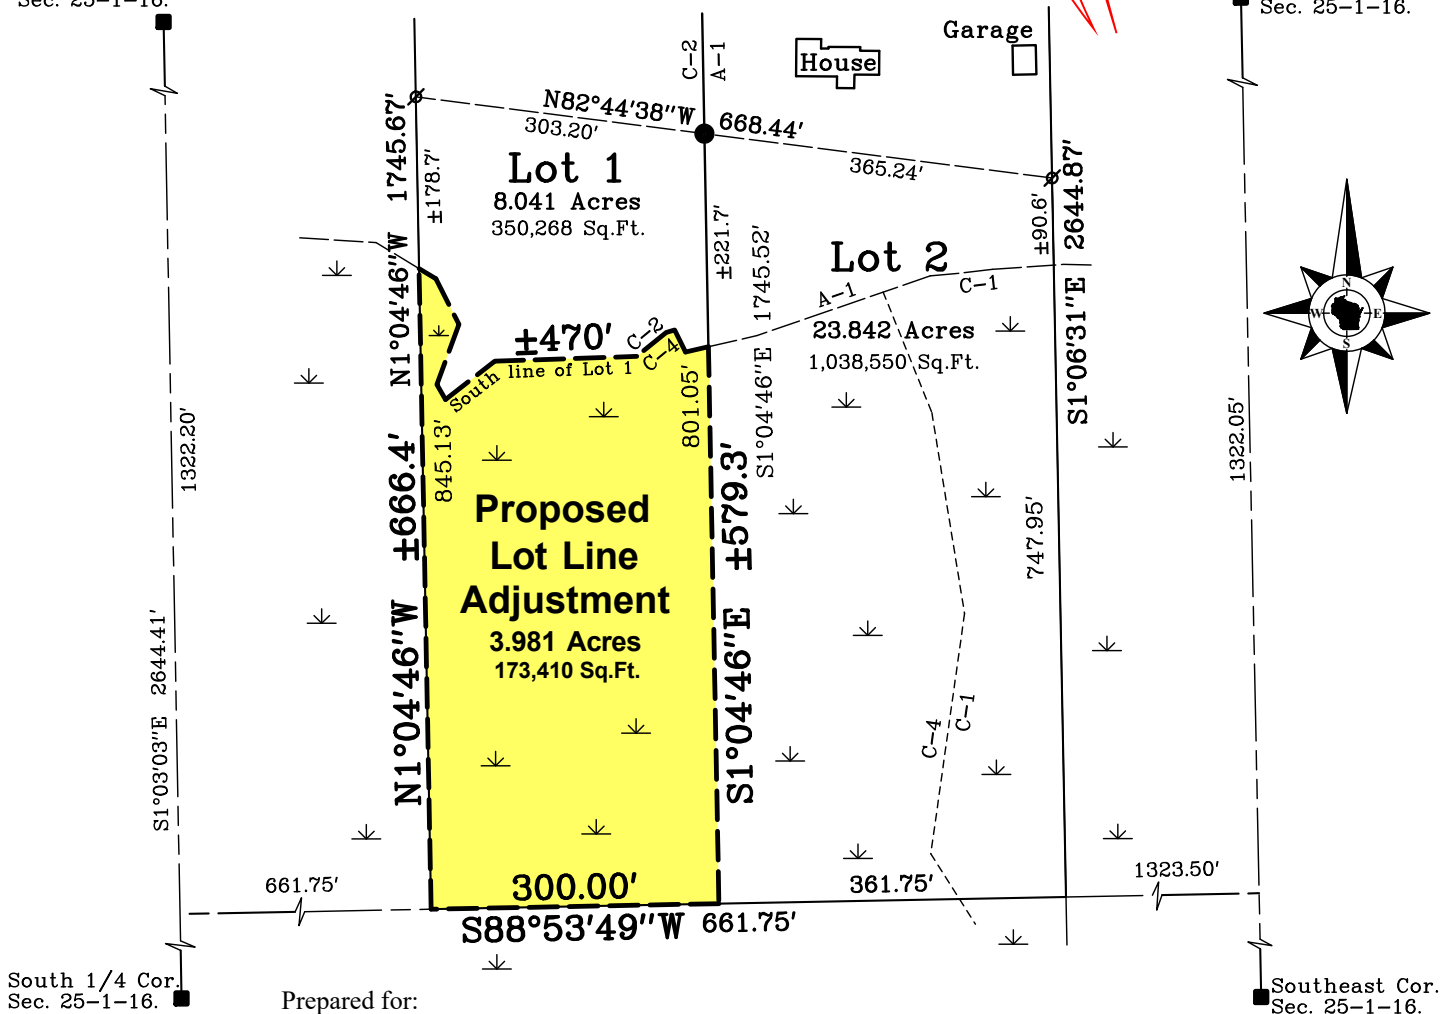 Sec. 25-1-16.
Sec. 25-1-16.
Garage
House
C-2
A-1
N82°44'38"W 668.44'
303.20'
365.24'
Lot 1
8.041 Acres
350,268 Sq.Ft.
N1°04'46"W 1745.67'
±178.7'
±221.7'
S1°04'46"E 1745.52'
Lot 2
A-1
C-1
23.842 Acres
1,038,550 Sq.Ft.
±90.6'
S1°06'31"E 2644.87'
N
W E
S
±470'
C-2
C-4
South line of Lot 1
845.13'
801.05'
1322.20'
1322.05'
747.95'
N1°04'46"W ±666.4'
S1°04'46"E ±579.3'
Proposed
Lot Line
Adjustment
3.981 Acres
173,410 Sq.Ft.
S1°03'03"E 2644.41'
C-4
C-1
661.75'
300.00'
361.75'
1323.50'
S88°53'49"W 661.75'
South 1/4 Cor.
Sec. 25-1-16.
Prepared for:
Southeast Cor.
Sec. 25-1-16.